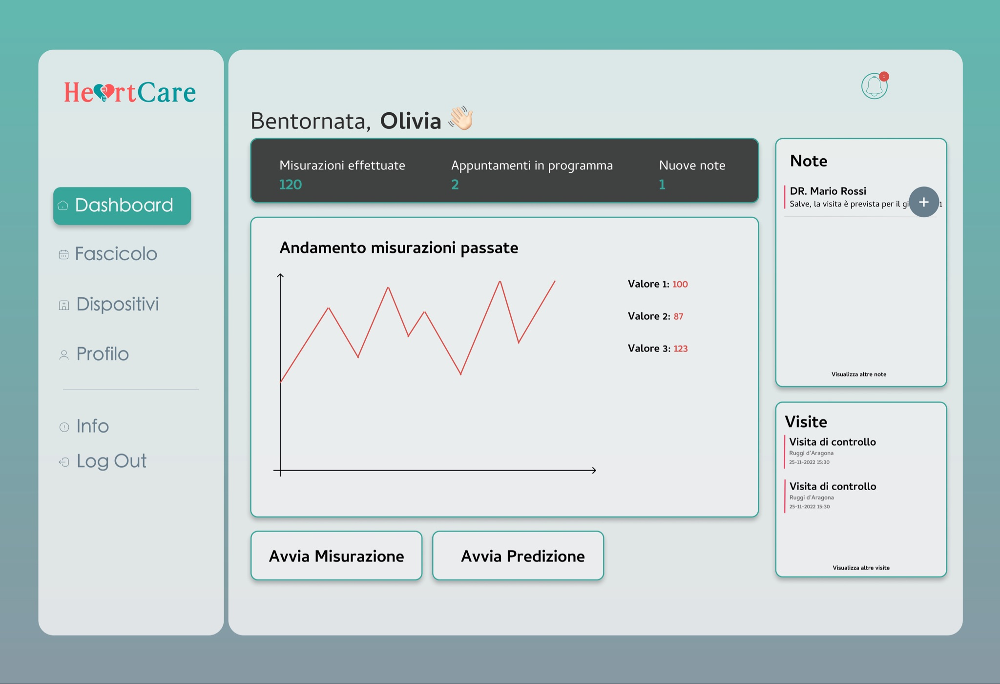 HeartCare
Dashboard
Fascicolo
Dispositivi
Profilo
Info
Log Out
1
Bentornata, Olivia
Misurazioni effettuate
120
Appuntamenti in programma
2
Nuove note
1
Andamento misurazioni passate
Valore 1: 100
Valore 2: 87
Valore 3: 123
Avvia Misurazione
Avvia Predizione
Note
DR. Mario Rossi
Salve, la visita è prevista per il
+
Visualizza altre note
Visite
Visita di controllo
Ruggi d'Aragona
25-11-2022 15:30
Visita di controllo
Ruggi d'Aragona
25-11-2022 15:30
Visualizza altre visite